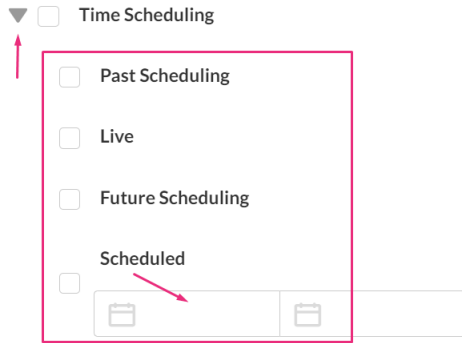 Time Scheduling
Past Scheduling
Live
Future Scheduling
Scheduled